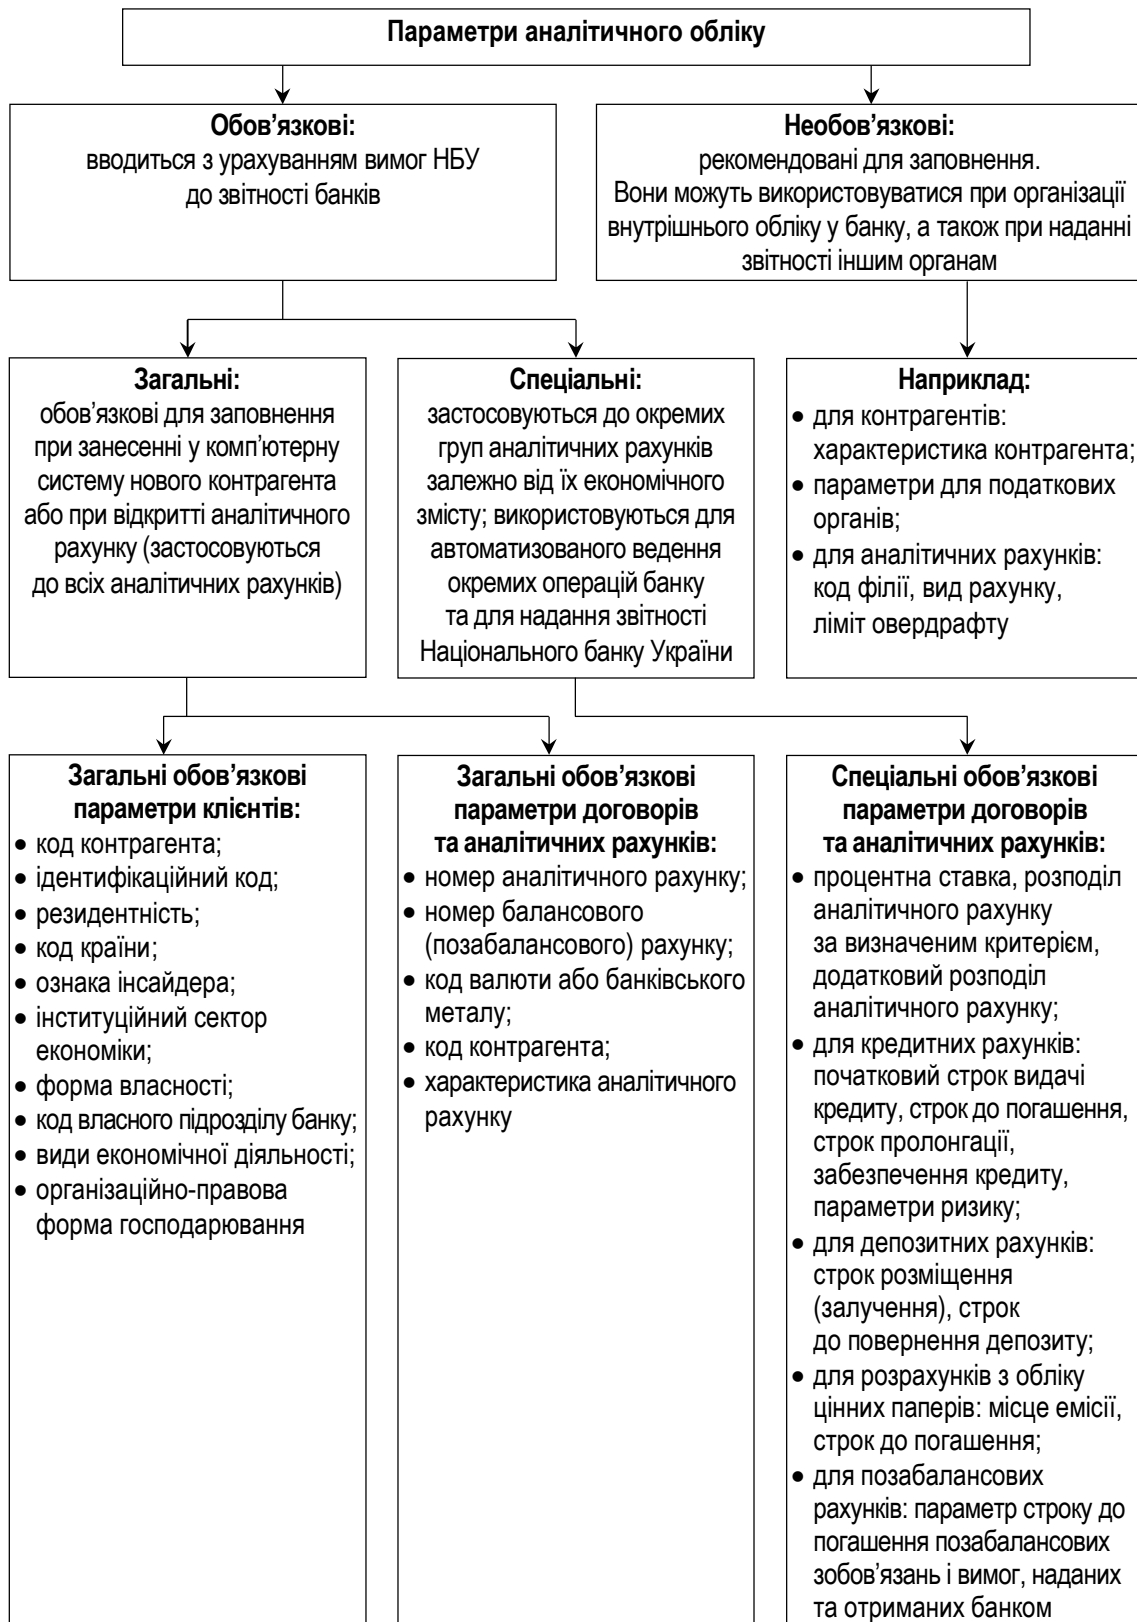 Параметри аналітичного обліку
Обов’язкові:
вводиться з урахуванням вимог НБУ
до звітності банків
Необов’язкові:
рекомендовані для заповнення.
Вони можуть використовуватися при організації
внутрішнього обліку у банку, а також при наданні
звітності іншим органам
Загальні:
обов’язкові для заповнення
при занесенні у комп’ютерну
систему нового контрагента
або при відкритті аналітичного
рахунку (застосовуються
до всіх аналітичних рахунків)
Спеціальні:
застосовуються до окремих
груп аналітичних рахунків
залежно від їх економічного
змісту; використовуються для
автоматизованого ведення
окремих операцій банку
та для надання звітності
Національного банку України
Наприклад:
• для контрагентів:
характеристика контрагента;
• параметри для податкових
органів;
• для аналітичних рахунків:
код філії, вид рахунку,
ліміт овердрафту
Загальні обов’язкові
параметри клієнтів:
• код контрагента;
• ідентифікаційний код;
• резидентність;
• код країни;
• ознака інсайдера;
• інституційний сектор
економіки;
• форма власності;
• код власного підрозділу банку;
• види економічної діяльності;
• організаційно-правова
форма господарювання
Загальні обов’язкові
параметри договорів
та аналітичних рахунків:
• номер аналітичного рахунку;
• номер балансового
(позабалансового) рахунку;
• код валюти або банківського
металу;
• код контрагента;
• характеристика аналітичного
рахунку
Спеціальні обов’язкові
параметри договорів
та аналітичних рахунків:
• процентна ставка, розподіл
аналітичного рахунку
за визначеним критерієм,
додатковий розподіл
аналітичного рахунку;
• для кредитних рахунків:
початковий строк видачі
кредиту, строк до погашення,
строк пролонгації,
забезпечення кредиту,
параметри ризику;
• для депозитних рахунків:
строк розміщення
(залучення), строк
до повернення депозиту;
• для розрахунків з обліку
цінних паперів: місце емісії,
строк до погашення;
• для позабалансових
рахунків: параметр строку до
погашення позабалансових
зобов’язань і вимог, наданих
та отриманих банком